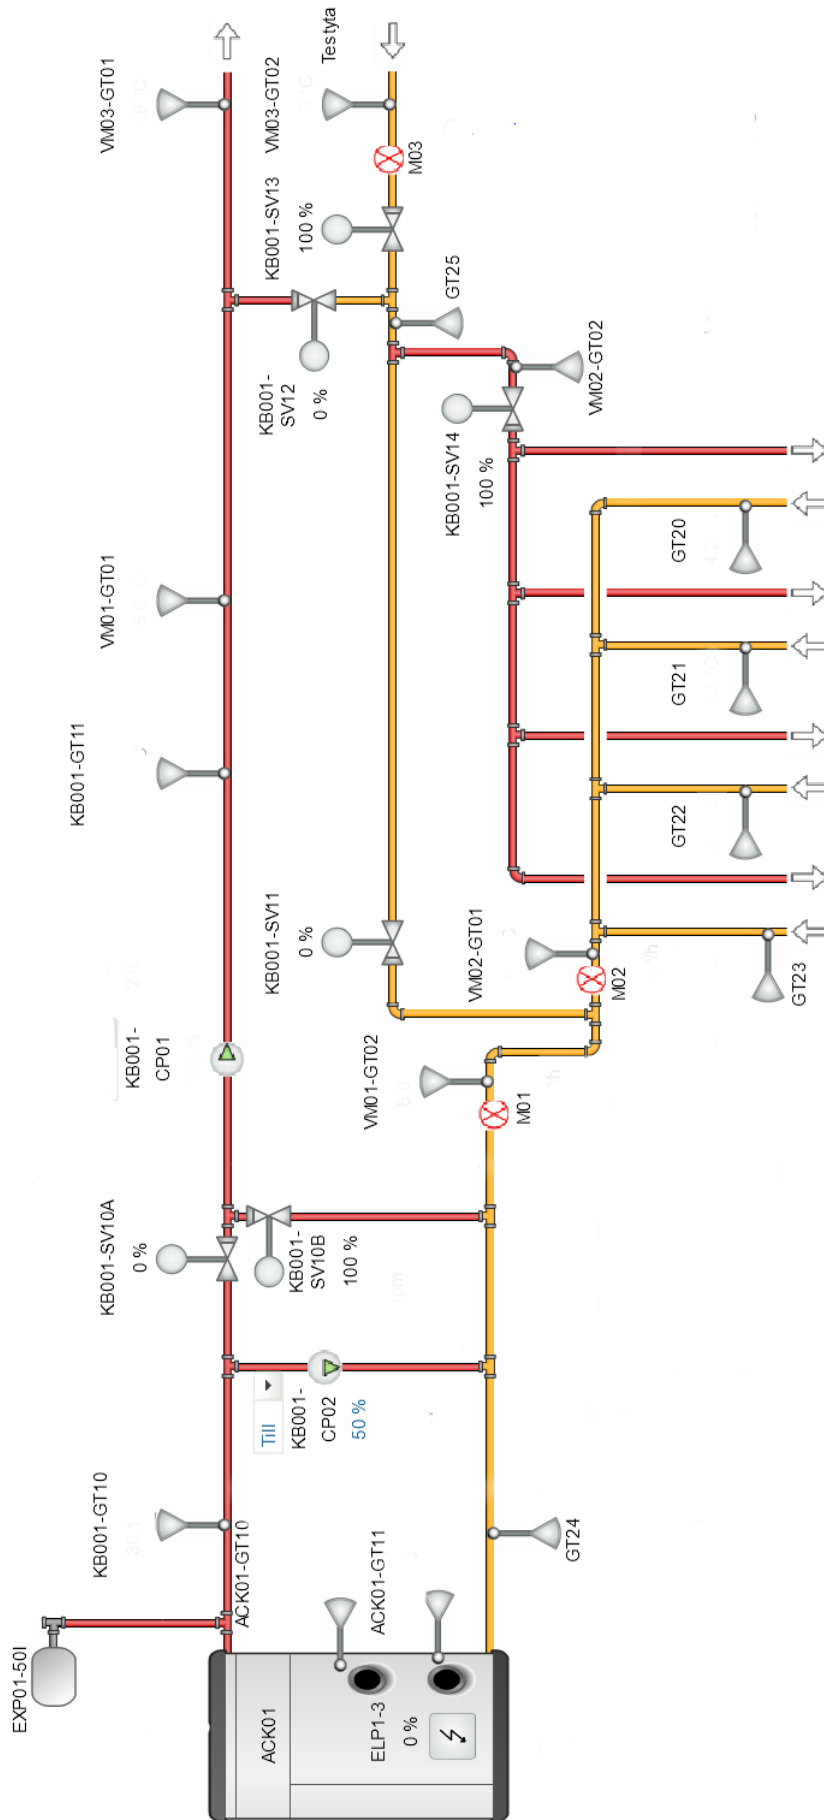 EXP01-50l
KB001-GT10
KB001-SV10A
0 %
KB001-
CP01
KB001-GT11
VM01-GT01
VM03-GT01
ACK01-GT10
Till
KB001-
CP02
50 %
KB001-
SV10B
100 %
KB001-SV11
0 %
KB001-
SV12
0 %
KB001-SV13
100 %
VM03-GT02
Testyta
M03
GT25
ACK01
ACK01-GT11
ELP1-3
0 %
GT24
VM01-GT02
M01
VM02-GT01
M02
KB001-SV14
100 %
VM02-GT02
GT23
GT22
GT21
GT20